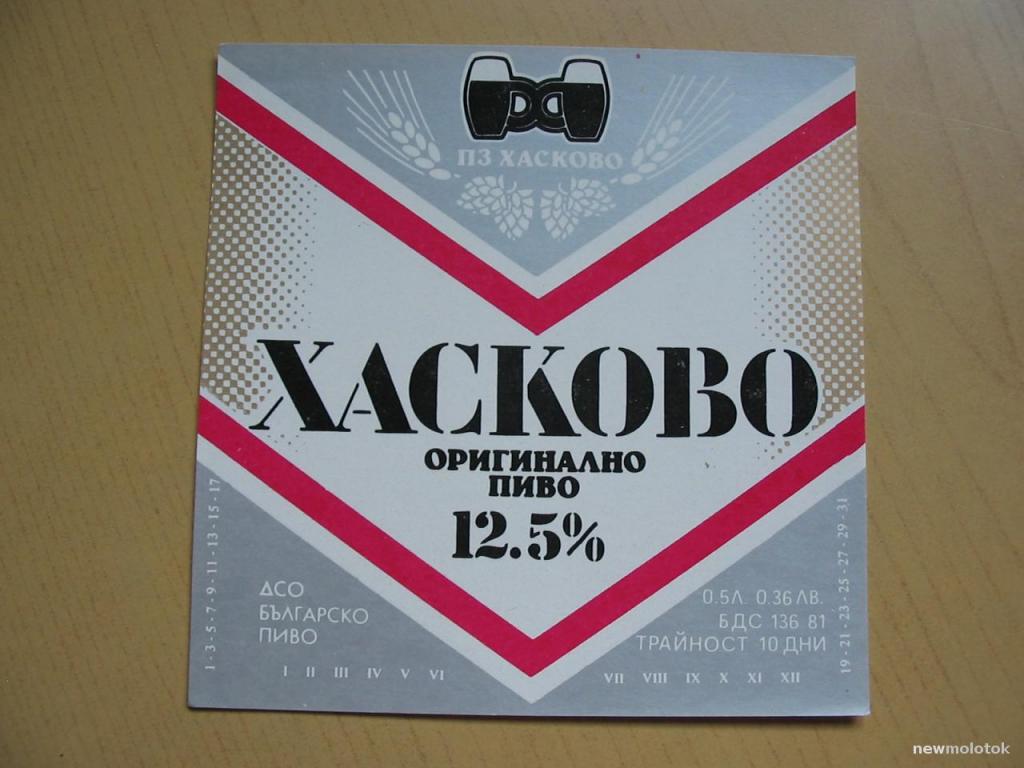 ПЗ ХАСКОВО
ХАСКОВО
ОРИГИНАЛНО
ПИВО
12.5%
1-3-5-7-9-11-13-15-17
ДСО
БЪЛГАРСКО
ПИВО
I II III IV V VI
0.5Л. 0.36 ЛВ.
БДС 136 81
ТРАЙНОСТ 10 ДНИ
VII VIII IX X XI XII
19-21-23-25-27-29-31
newmolotok